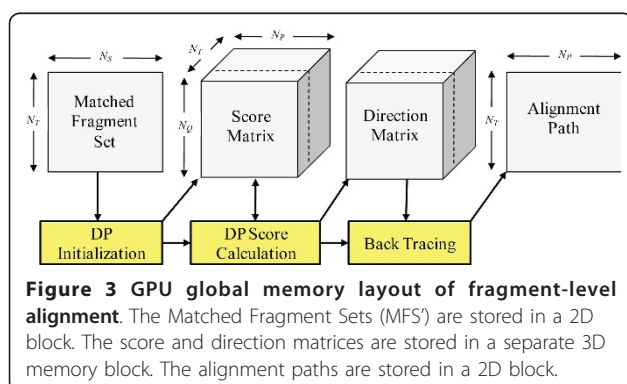 N_S
N_T
Matched
Fragment
Set
N_T
N_P
N_Q
Score
Matrix
Direction
Matrix
N_P
N_T
Alignment
Path
DP
Initialization
DP Score
Calculation
Back Tracing
Figure 3 GPU global memory layout of fragment-level
alignment. The Matched Fragment Sets (MFS’) are stored in a 2D
block. The score and direction matrices are stored in a separate 3D
memory block. The alignment paths are stored in a 2D block.